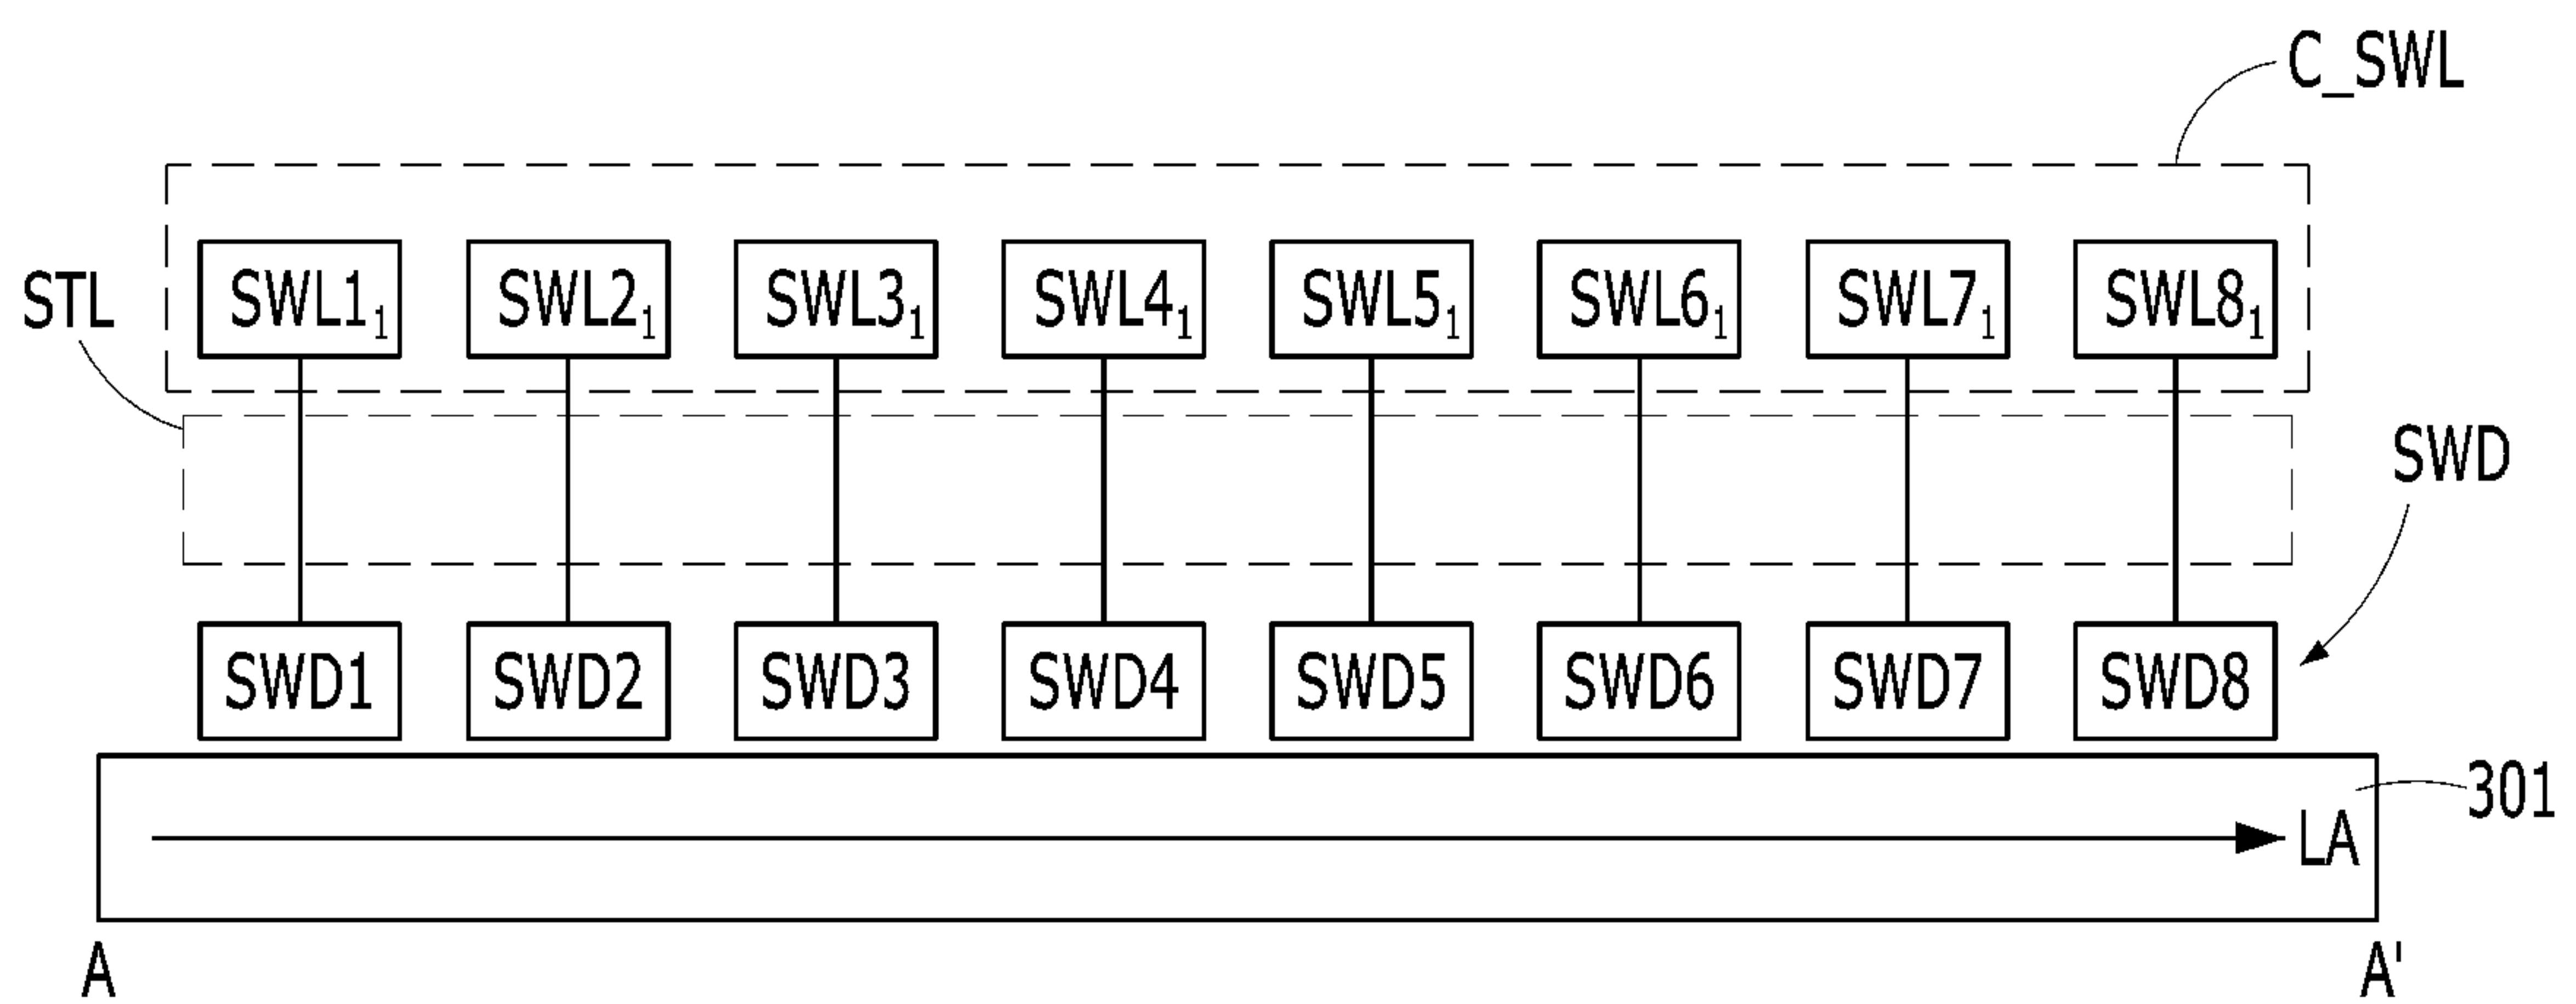 C_SWL
STL
SWL1₁ SWL2₁ SWL3₁ SWL4₁ SWL5₁ SWL6₁ SWL7₁ SWL8₁
SWD
SWD1 SWD2 SWD3 SWD4 SWD5 SWD6 SWD7 SWD8
301
LA
A A'